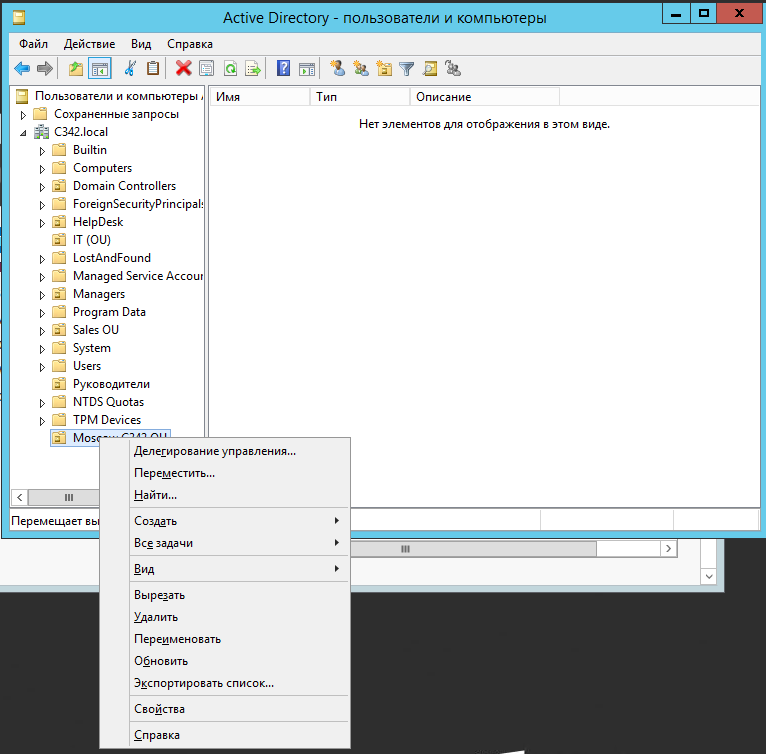 Active Directory - пользователи и компьютеры
Файл Действие Вид Справка
Пользователи и компьютеры
Сохраненные запросы
C342.local
Builtin
Computers
Domain Controllers
ForeignSecurityPrincipals
HelpDesk
IT (OU)
LostAndFound
Managed Service Accour
Managers
Program Data
Sales OU
System
Users
Руководители
NTDS Quotas
TPM Devices
Moscow C342 OU
Имя Тип Описание
Нет элементов для отображения в этом виде.
Перемещает вы
Делегирование управления...
Переместить...
Найти...
Создать
Все задачи
Вид
Вырезать
Удалить
Переименовать
Обновить
Экспортировать список...
Свойства
Справка